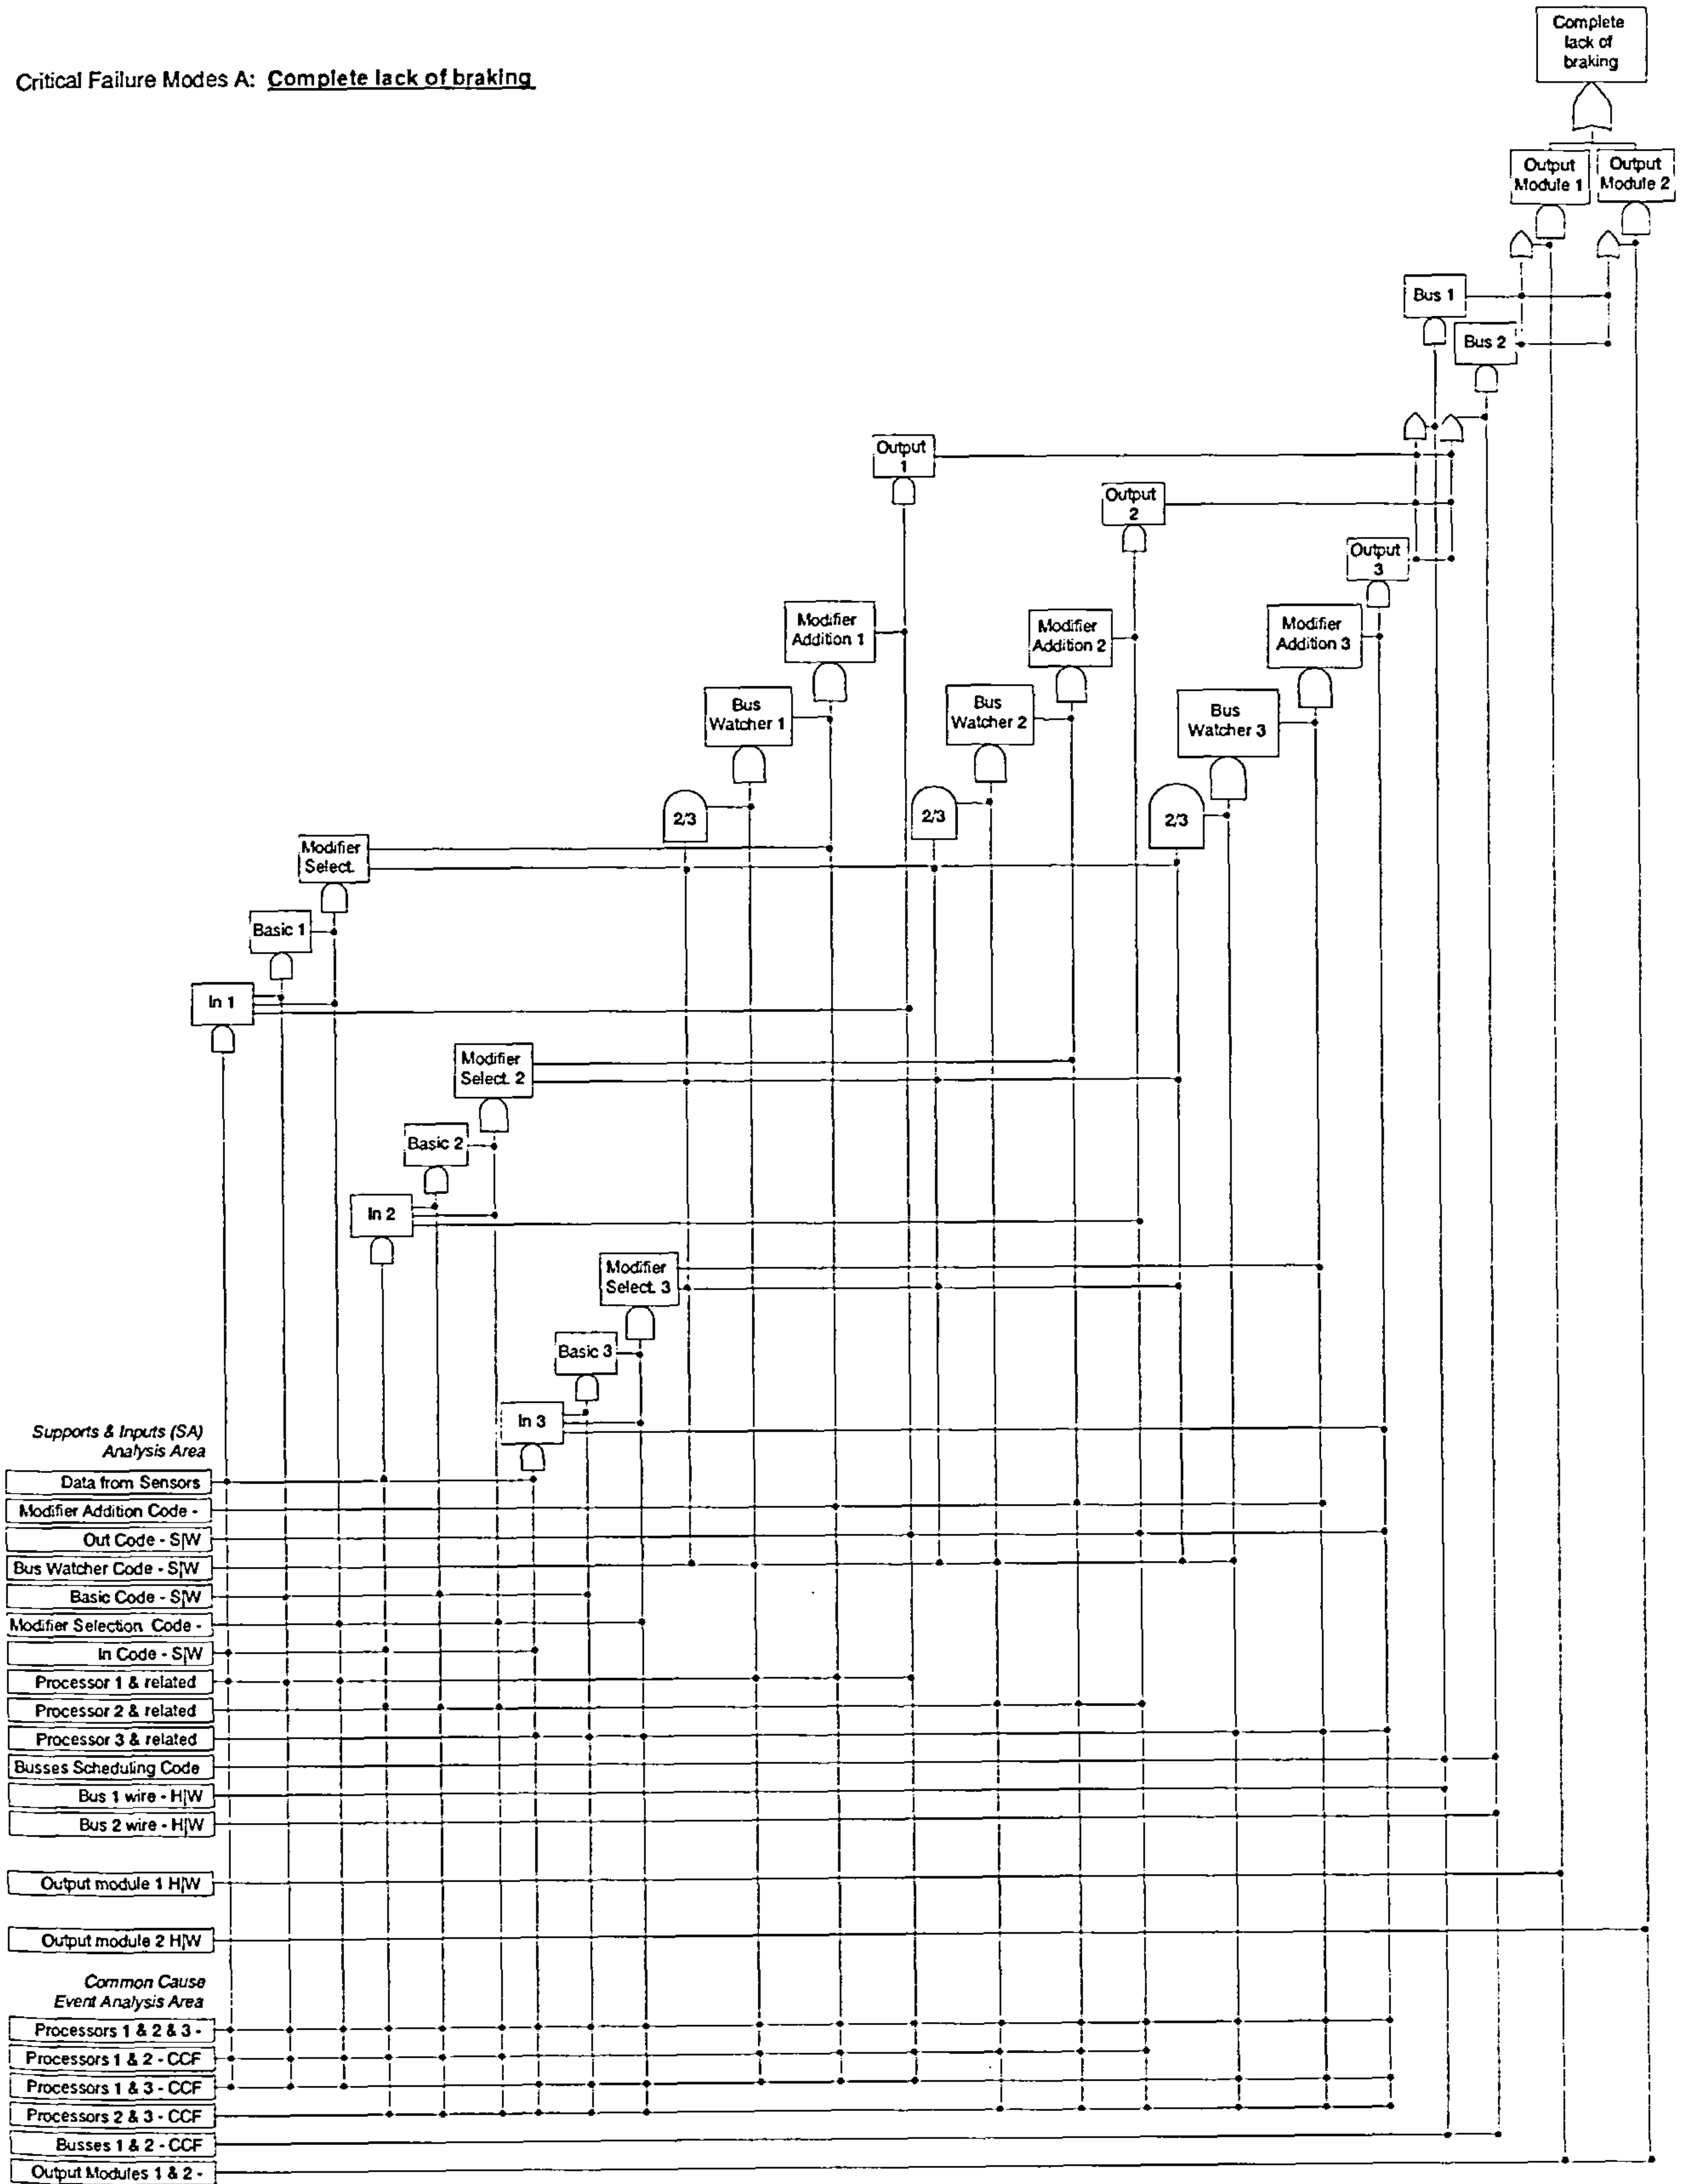 Complete
lack of
braking
Critical Failure Modes A: Complete lack of braking
Output
Module 1
Output
Module 2
Bus 1
Bus 2
Output
1
Output
2
Output
3
Modifier
Addition 1
Modifier
Addition 2
Modifier
Addition 3
Bus
Watcher 1
Bus
Watcher 2
Bus
Watcher 3
2/3
2/3
2/3
Modifier
Select.
Basic 1
In 1
Modifier
Select. 2
Basic 2
In 2
Modifier
Select. 3
Basic 3
In 3
Supports & Inputs (SA)
Analysis Area
Data from Sensors
Modifier Addition Code -
Out Code - S|W
Bus Watcher Code - S|W
Basic Code - S|W
Modifier Selection Code -
In Code - S|W
Processor 1 & related
Processor 2 & related
Processor 3 & related
Busses Scheduling Code
Bus 1 wire - H|W
Bus 2 wire - H|W
Output module 1 H|W
Output module 2 H|W
Common Cause
Event Analysis Area
Processors 1 & 2 & 3 -
Processors 1 & 2 - CCF
Processors 1 & 3 - CCF
Processors 2 & 3 - CCF
Busses 1 & 2 - CCF
Output Modules 1 & 2 -